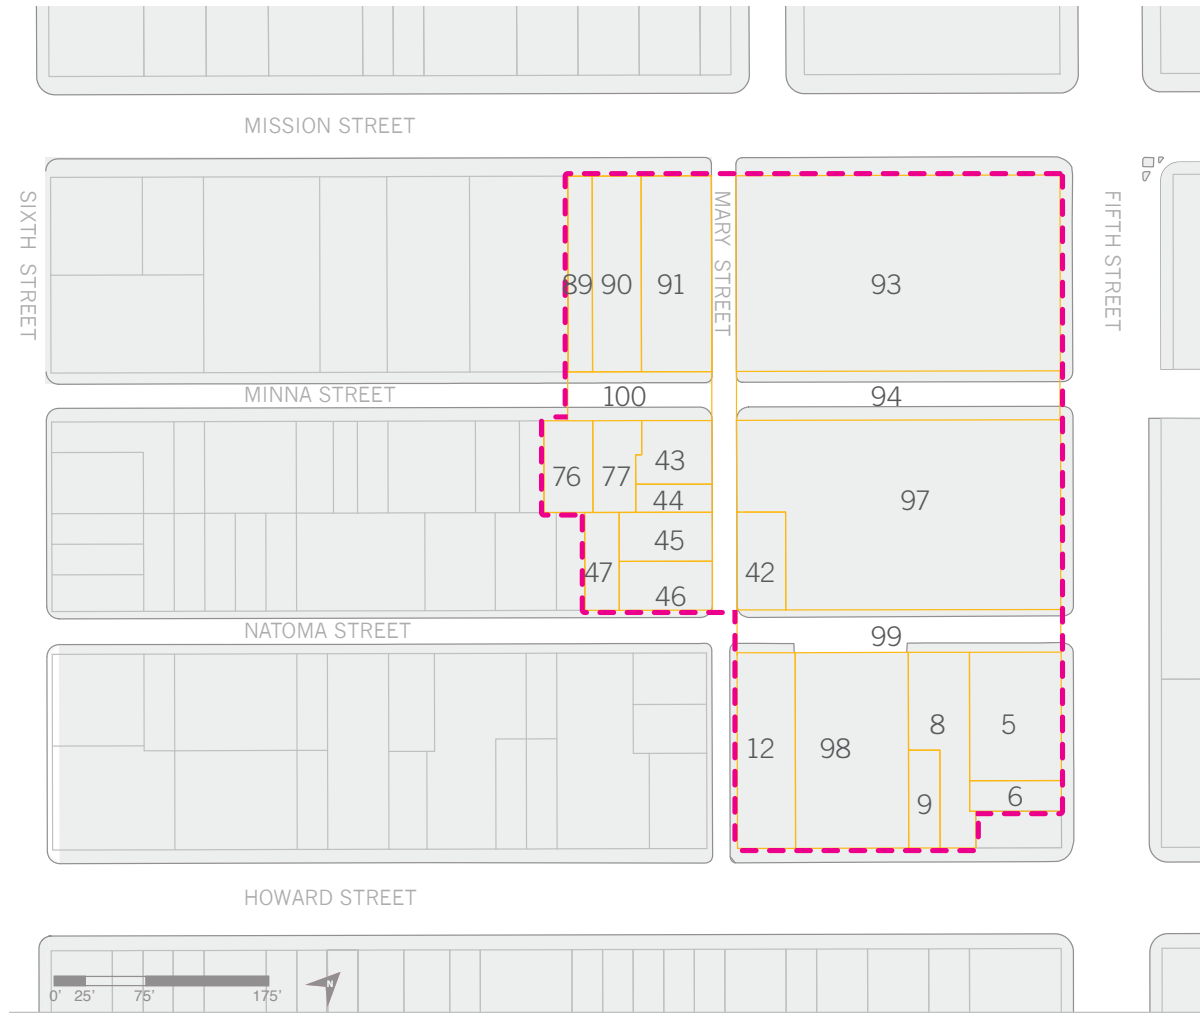 MISSION STREET
SIXTH STREET
MARY STREET
FIFTH STREET
89 90 91 93
MINNA STREET
100 94
76 77 43
44
97
45
47 42
46
NATOMA STREET
99
8 5
12 98
6
9
HOWARD STREET
N
0' 25' 75' 175'